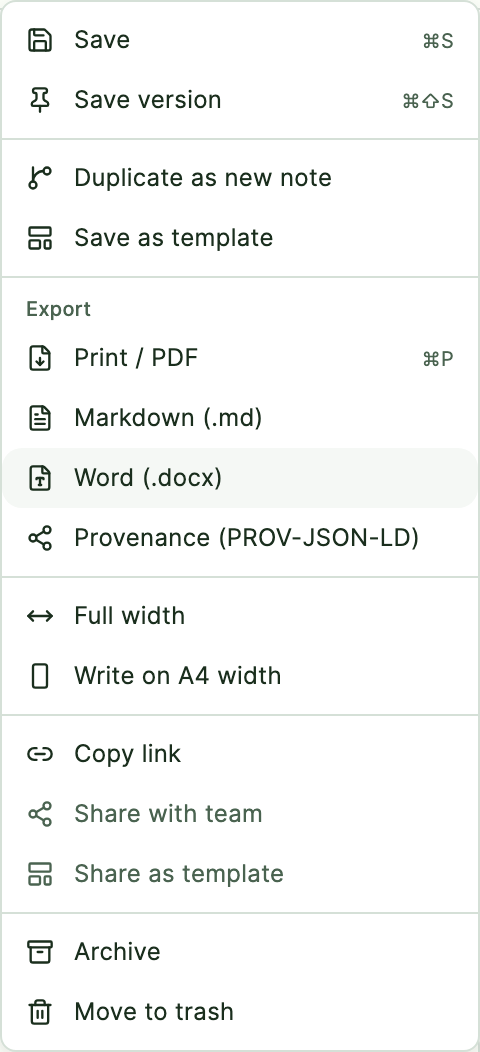 Save ⌘S
Save version ⌘⇧S
Duplicate as new note
Save as template
Export
Print / PDF ⌘P
Markdown (.md)
Word (.docx)
Provenance (PROV-JSON-LD)
Full width
Write on A4 width
Copy link
Share with team
Share as template
Archive
Move to trash